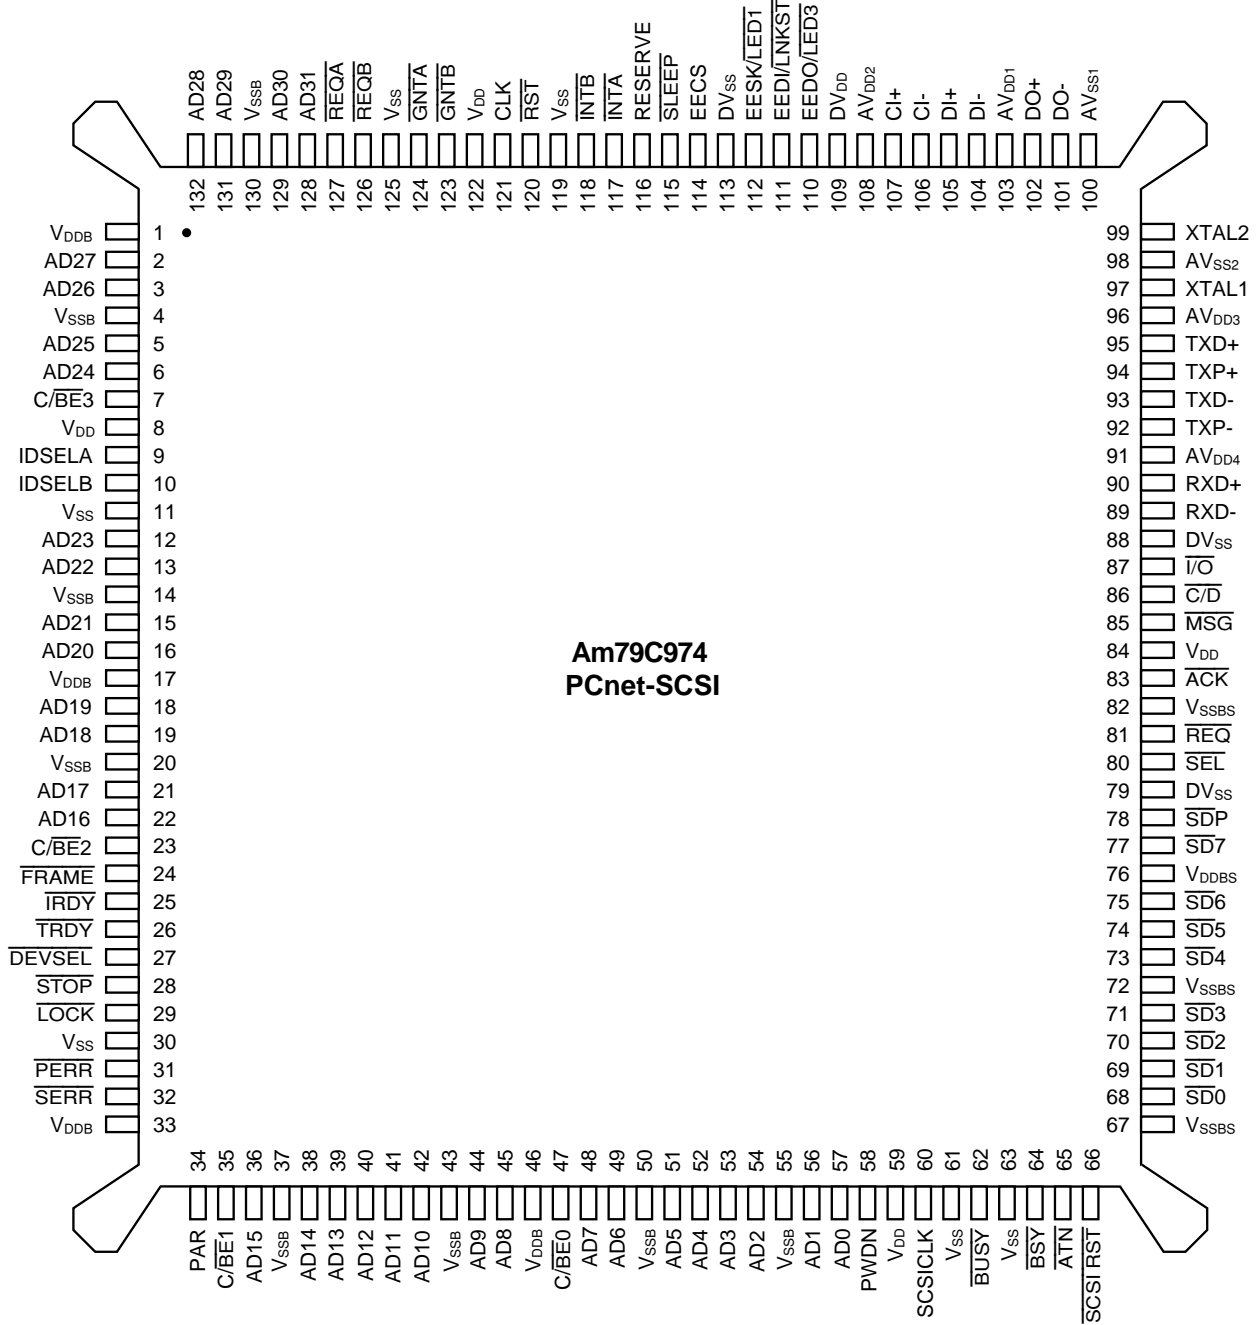 AD28
AD29
VSSB
AD30
AD31
REQA
REQB
VSS
GNTA
GNTB
VDD
CLK
RST
VSS
INTB
INTA
RESERVE
SLEEP
EECS
DVSS
EESK/LED1
EEDI/LNKST
EEDO/LED3
DVDD
AVDD2
CI+
CI-
DI+
DI-
AVDD1
DO+
DO-
AVSS1
132
131
130
129
128
127
126
125
124
123
122
121
120
119
118
117
116
115
114
113
112
111
110
109
108
107
106
105
104
103
102
101
100
VDDB 1
AD27 2
AD26 3
VSSB 4
AD25 5
AD24 6
C/BE3 7
VDD 8
IDSELA 9
IDSELB 10
VSS 11
AD23 12
AD22 13
VSSB 14
AD21 15
AD20 16
VDDB 17
AD19 18
AD18 19
VSSB 20
AD17 21
AD16 22
C/BE2 23
FRAME 24
IRDY 25
TRDY 26
DEVSEL 27
STOP 28
LOCK 29
VSS 30
PERR 31
SERR 32
VDDB 33
Am79C974
PCnet-SCSI
99 XTAL2
98 AVSS2
97 XTAL1
96 AVDD3
95 TXD+
94 TXP+
93 TXD-
92 TXP-
91 AVDD4
90 RXD+
89 RXD-
88 DVSS
87 I/O
86 C/D
85 MSG
84 VDD
83 ACK
82 VSSBS
81 REQ
80 SEL
79 DVSS
78 SDP
77 SD7
76 VDDBS
75 SD6
74 SD5
73 SD4
72 VSSBS
71 SD3
70 SD2
69 SD1
68 SD0
67 VSSBS
34
35
36
37
38
39
40
41
42
43
44
45
46
47
48
49
50
51
52
53
54
55
56
57
58
59
60
61
62
63
64
65
66
PAR
C/BE1
AD15
VSSB
AD14
AD13
AD12
AD11
AD10
VSSB
AD9
AD8
VDDB
C/BE0
AD7
AD6
VSSB
AD5
AD4
AD3
AD2
VSSB
AD1
AD0
PWDN
VDD
SCSICLK
VSS
BUSY
VSS
BSY
ATN
SCSI RST